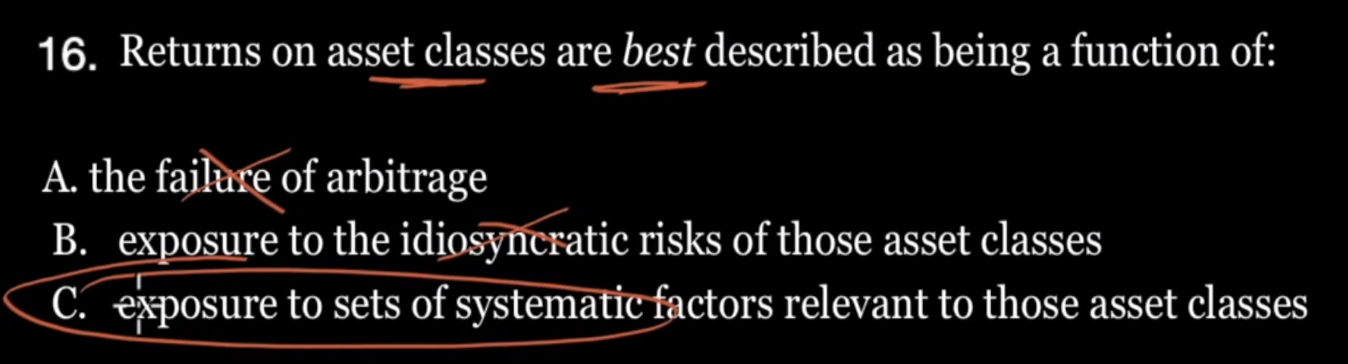 16. Returns on asset classes are best described as being a function of:
A. the failure of arbitrage
B. exposure to the idiosyncratic risks of those asset classes
C. exposure to sets of systematic factors relevant to those asset classes